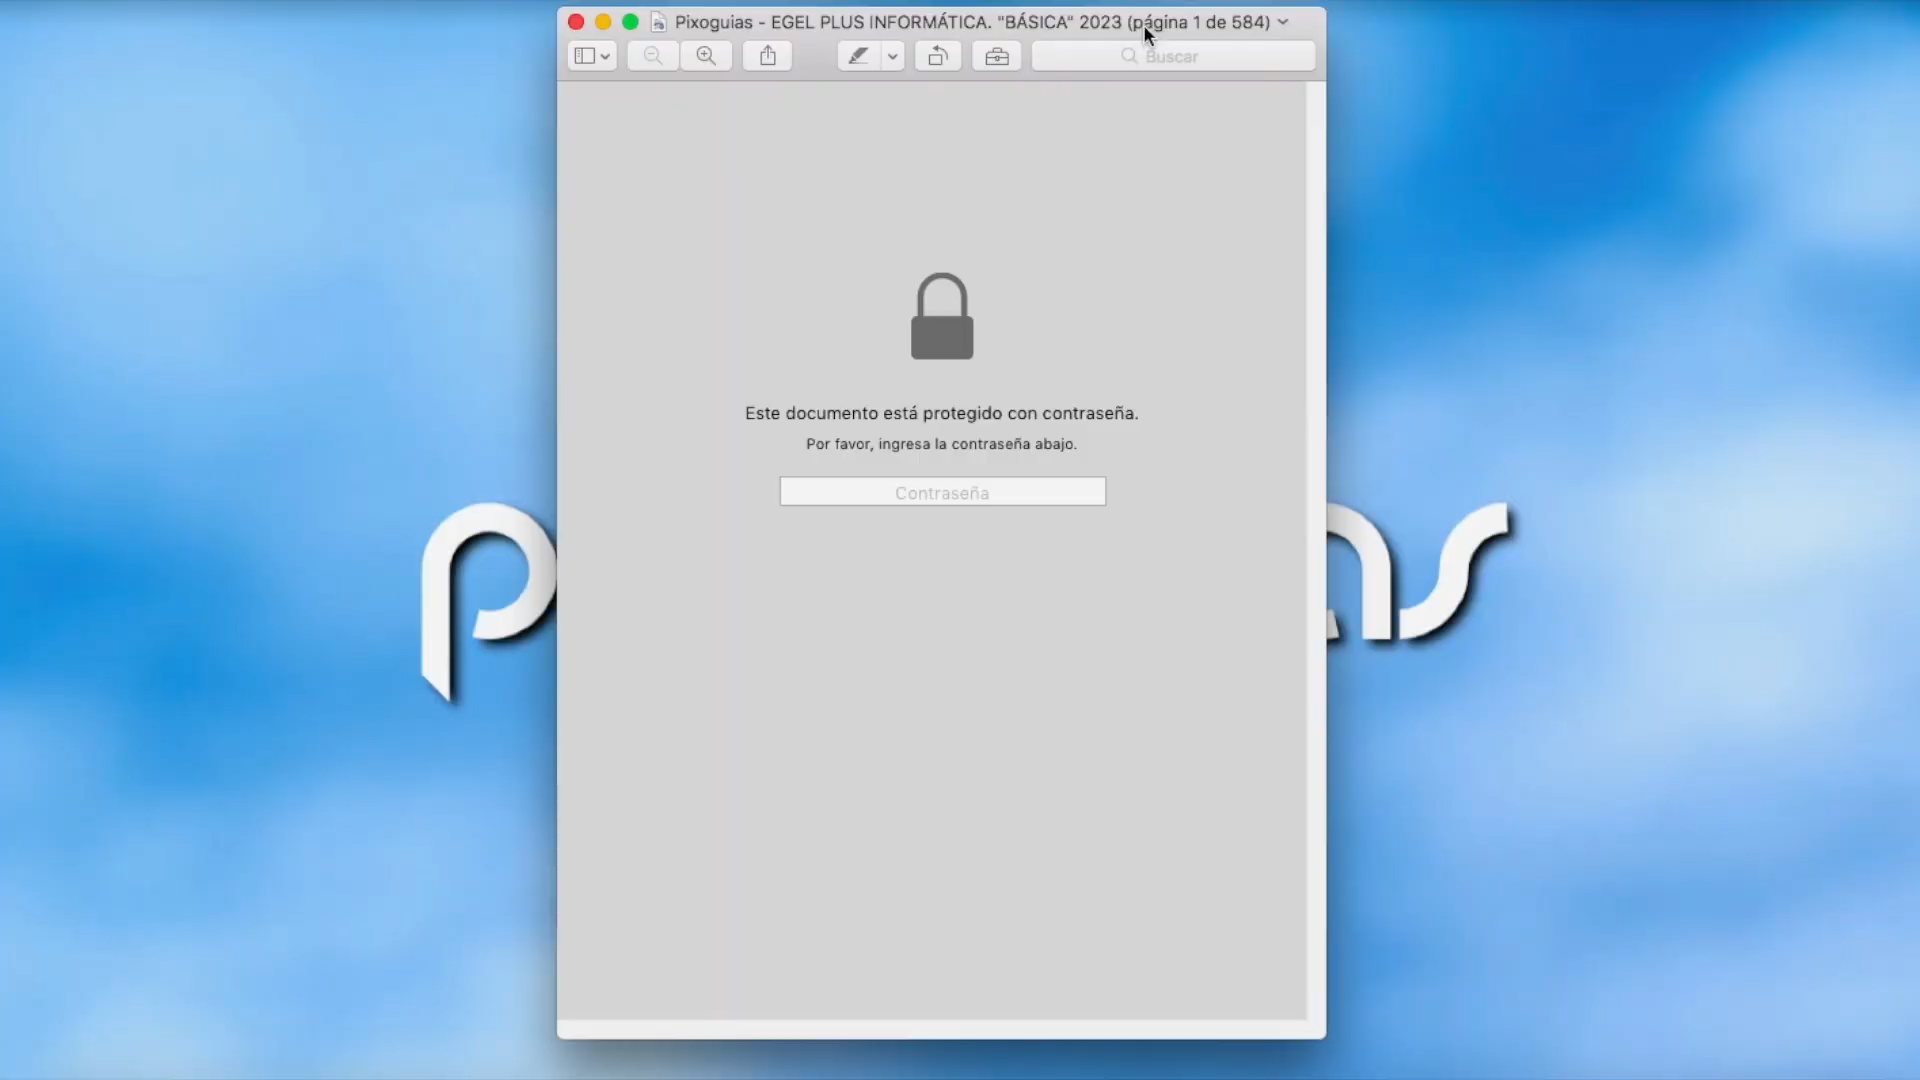 Pixoguias - EGEL PLUS INFORMÁTICA. "BÁSICA" 2023 (página 1 de 584)
Buscar
Este documento está protegido con contraseña.
Por favor, ingresa la contraseña abajo.
Contraseña